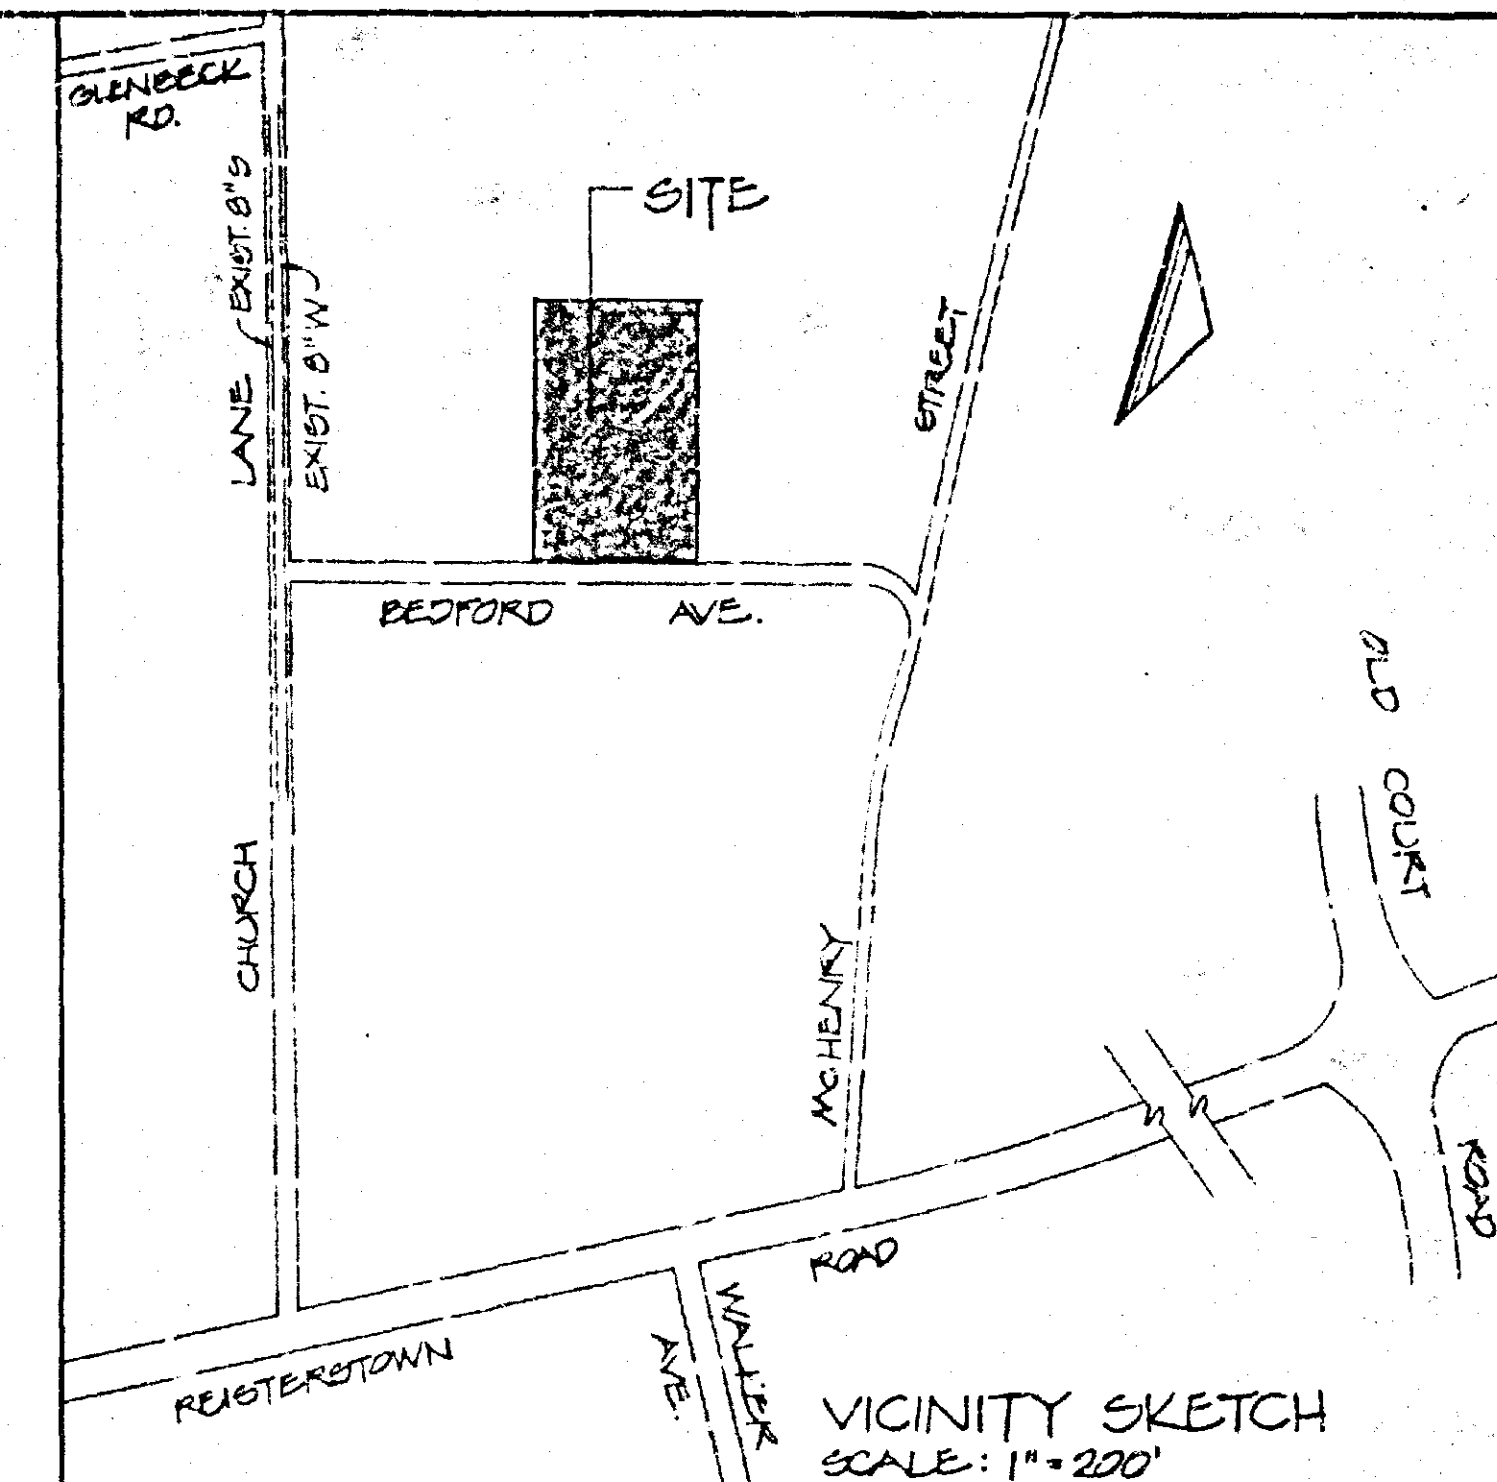 GLENBECK
RD.
SITE
LANE
EXIST. 8" S
EXIST. 8" W
STREET
BEDFORD AVE.
OLD COURT
ROAD
CHURCH
McHENRY
ROAD
REISTERSTOWN
WALKER
AVE.
VICINITY SKETCH
SCALE: 1" = 200'